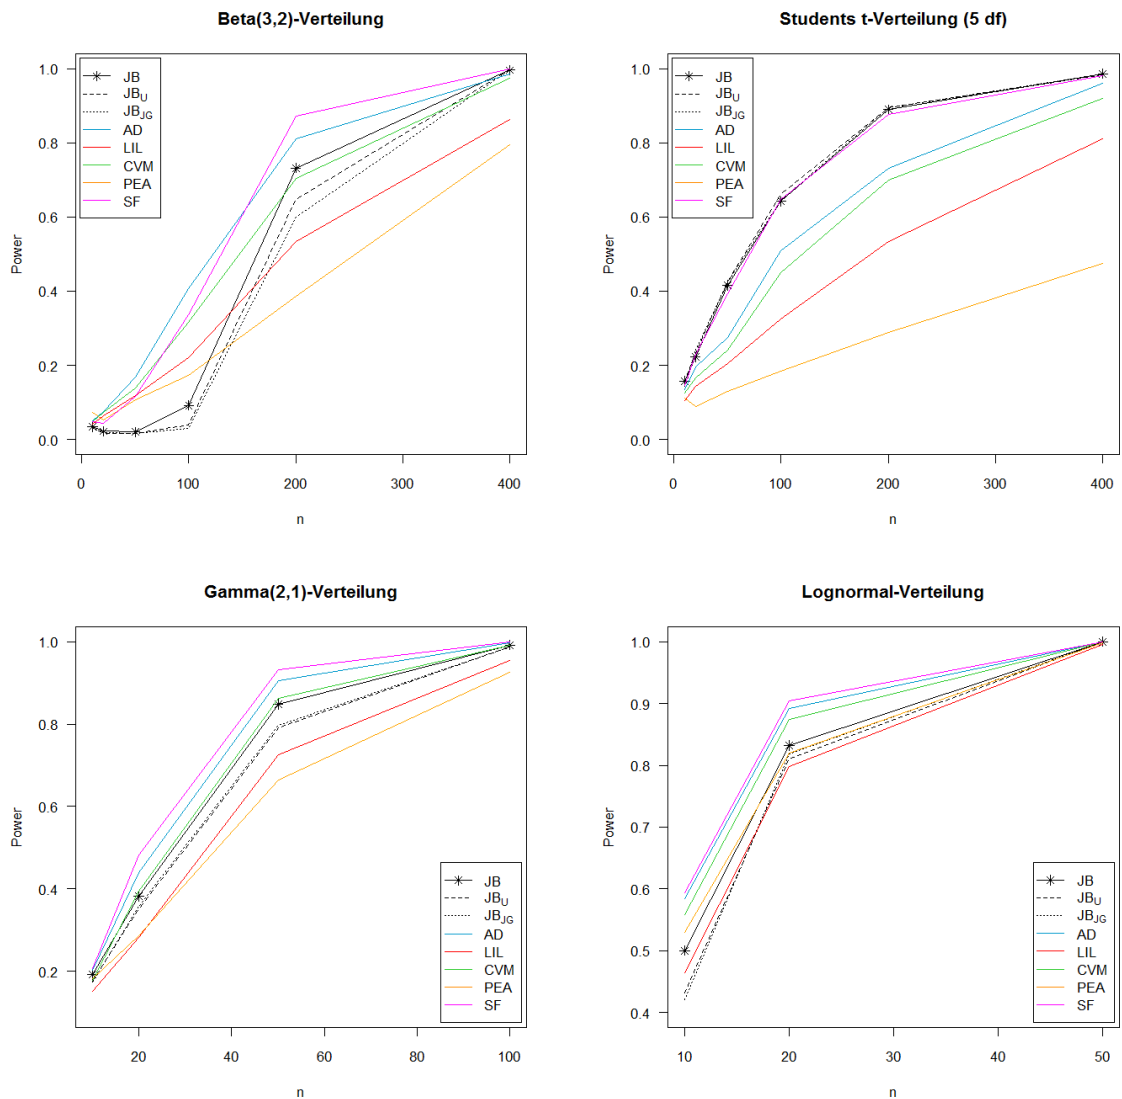 Beta(3,2)-Verteilung
1.0
0.8
0.6
0.4
0.2
0.0
Power
JB
JBU
JBJG
AD
LIL
CVM
PEA
SF
0 100 200 300 400
n
Students t-Verteilung (5 df)
1.0
0.8
0.6
0.4
0.2
0.0
Power
JB
JBU
JBJG
AD
LIL
CVM
PEA
SF
0 100 200 300 400
n
Gamma(2,1)-Verteilung
1.0
0.8
0.6
0.4
0.2
Power
JB
JBU
JBJG
AD
LIL
CVM
PEA
SF
20 40 60 80 100
n
Lognormal-Verteilung
1.0
0.9
0.8
0.7
0.6
0.5
0.4
Power
JB
JBU
JBJG
AD
LIL
CVM
PEA
SF
10 20 30 40 50
n